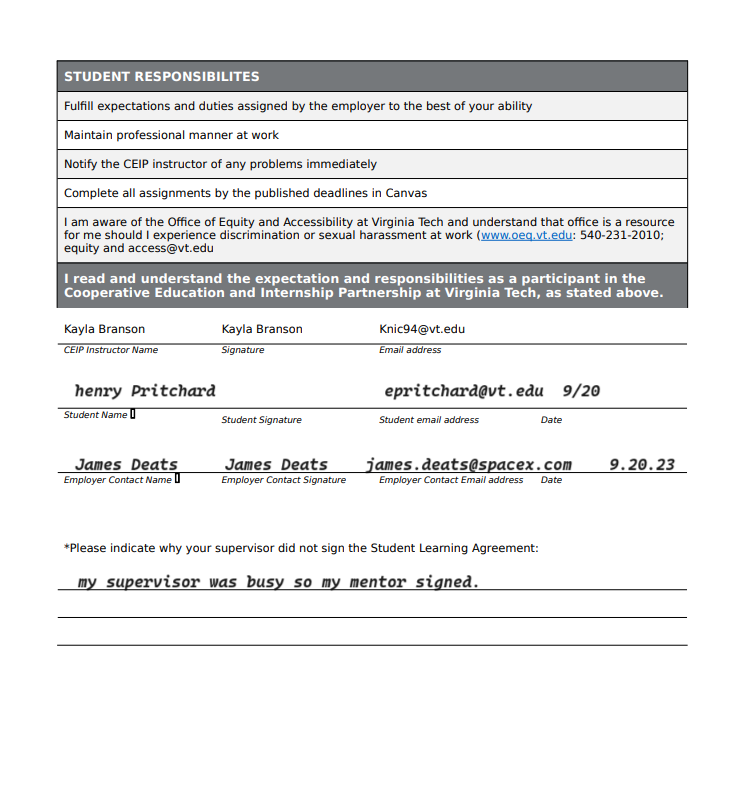 STUDENT RESPONSIBILITES
Fulfill expectations and duties assigned by the employer to the best of your ability
Maintain professional manner at work
Notify the CEIP instructor of any problems immediately
Complete all assignments by the published deadlines in Canvas
I am aware of the Office of Equity and Accessibility at Virginia Tech and understand that office is a resource
for me should I experience discrimination or sexual harassment at work (www.oeq.vt.edu: 540-231-2010;
equity and access@vt.edu
I read and understand the expectation and responsibilities as a participant in the
Cooperative Education and Internship Partnership at Virginia Tech, as stated above.
Kayla Branson Kayla Branson Knic94@vt.edu
CEIP Instructor Name Signature Email address
henry Pritchard epritchard@vt.edu 9/20
Student Name Student Signature Student email address Date
James Deats James Deats james.deats@spacex.com 9.20.23
Employer Contact Name Employer Contact Signature Employer Contact Email address Date
*Please indicate why your supervisor did not sign the Student Learning Agreement:
my supervisor was busy so my mentor signed.